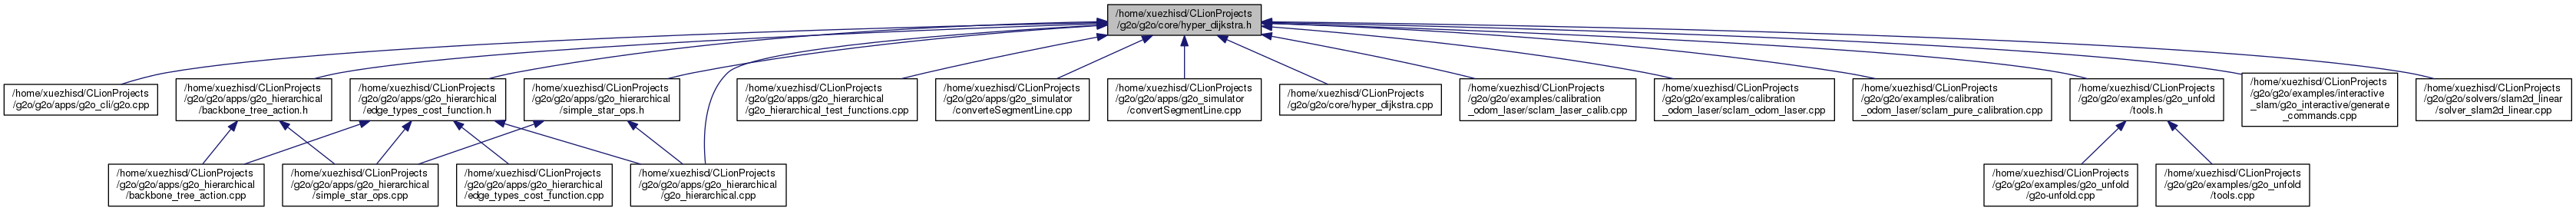 /home/xuezhisd/CLionProjects
/g2o/g2o/core/hyper_dijkstra.h
/home/xuezhisd/CLionProjects
/g2o/g2o/apps/g2o_cli/g2o.cpp
/home/xuezhisd/CLionProjects
/g2o/g2o/apps/g2o_hierarchical
/backbone_tree_action.h
/home/xuezhisd/CLionProjects
/g2o/g2o/apps/g2o_hierarchical
/edge_types_cost_function.h
/home/xuezhisd/CLionProjects
/g2o/g2o/apps/g2o_hierarchical
/simple_star_ops.h
/home/xuezhisd/CLionProjects
/g2o/g2o/apps/g2o_hierarchical
/g2o_hierarchical_test_functions.cpp
/home/xuezhisd/CLionProjects
/g2o/g2o/apps/g2o_simulator
/converteSegmentLine.cpp
/home/xuezhisd/CLionProjects
/g2o/g2o/apps/g2o_simulator
/convertSegmentLine.cpp
/home/xuezhisd/CLionProjects
/g2o/g2o/core/hyper_dijkstra.cpp
/home/xuezhisd/CLionProjects
/g2o/g2o/examples/calibration
_odom_laser/sclam_laser_calib.cpp
/home/xuezhisd/CLionProjects
/g2o/g2o/examples/calibration
_odom_laser/sclam_odom_laser.cpp
/home/xuezhisd/CLionProjects
/g2o/g2o/examples/calibration
_odom_laser/sclam_pure_calibration.cpp
/home/xuezhisd/CLionProjects
/g2o/g2o/examples/g2o_unfold
/tools.h
/home/xuezhisd/CLionProjects
/g2o/g2o/examples/interactive
_slam/g2o_interactive/generate
_commands.cpp
/home/xuezhisd/CLionProjects
/g2o/g2o/solvers/slam2d_linear
/solver_slam2d_linear.cpp
/home/xuezhisd/CLionProjects
/g2o/g2o/apps/g2o_hierarchical
/backbone_tree_action.cpp
/home/xuezhisd/CLionProjects
/g2o/g2o/apps/g2o_hierarchical
/simple_star_ops.cpp
/home/xuezhisd/CLionProjects
/g2o/g2o/apps/g2o_hierarchical
/edge_types_cost_function.cpp
/home/xuezhisd/CLionProjects
/g2o/g2o/apps/g2o_hierarchical
/g2o_hierarchical.cpp
/home/xuezhisd/CLionProjects
/g2o/g2o/examples/g2o_unfold
/g2o-unfold.cpp
/home/xuezhisd/CLionProjects
/g2o/g2o/examples/g2o_unfold
/tools.cpp